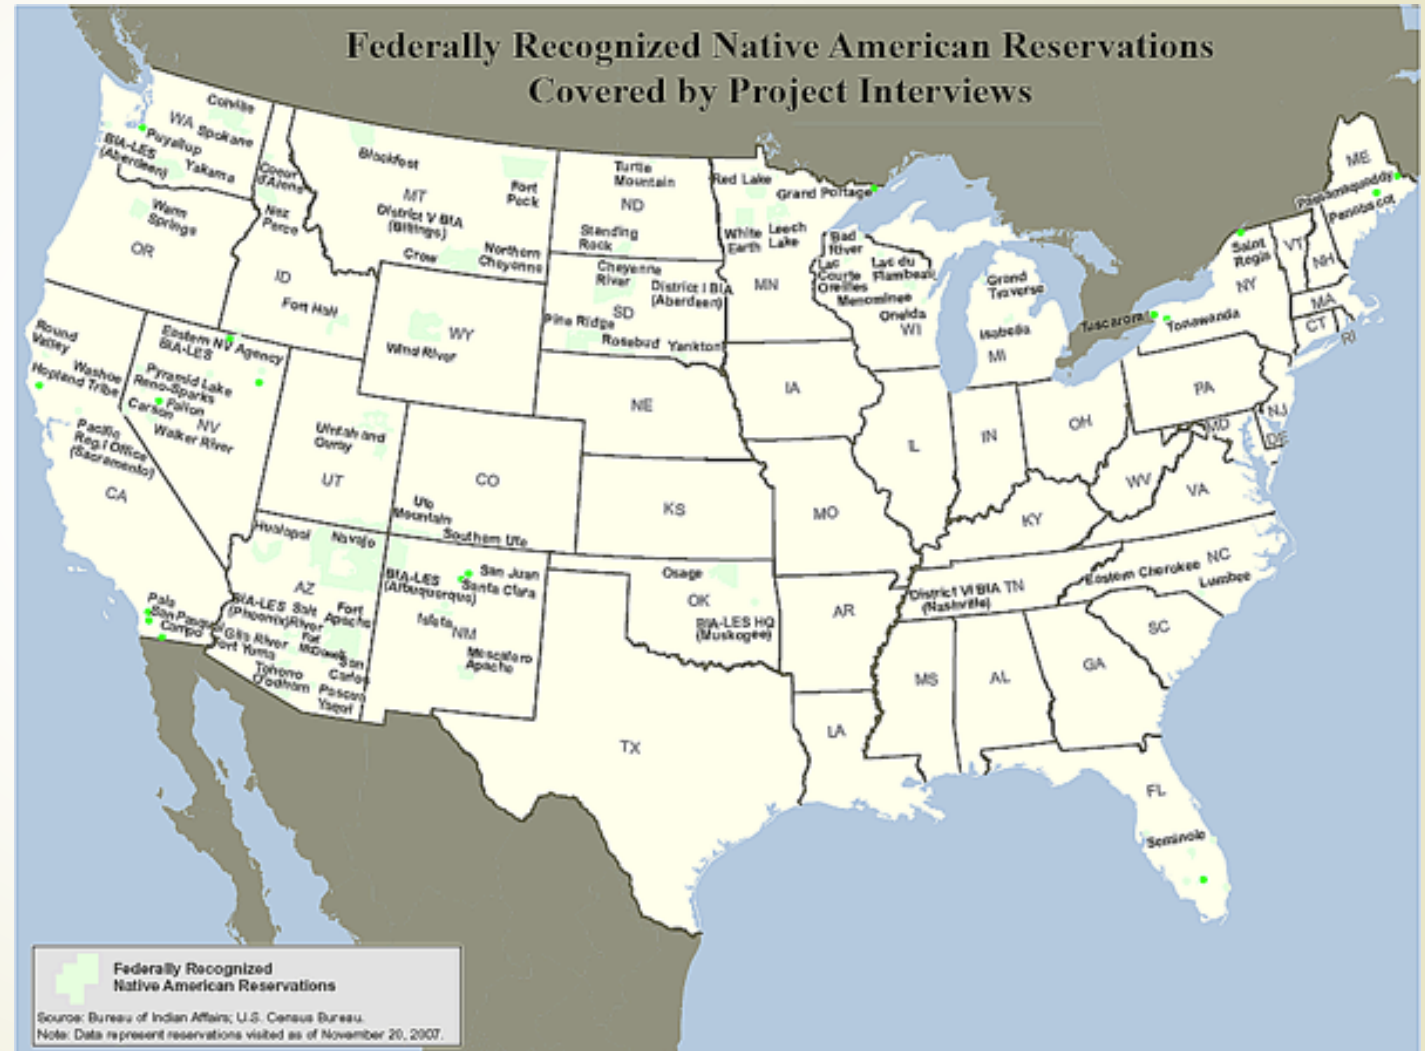 Federally Recognized Native American Reservations
Covered by Project Interviews
Colville
WA
Spokane
Puyallup
BIA-LES
(Aberdeen)
Yakama
Coeur
d'Alene
Nez
Perce
Warm
Springs
OR
ID
Fort Hall
Blackfeet
MT
Fort
Peck
District V BIA
(Billings)
Crow
Northern
Cheyenne
WY
Wind River
Turtle
Mountain
ND
Standing
Rock
Cheyenne
River
District I BIA
(Aberdeen)
SD
Pine Ridge
Rosebud
Yankton
Red Lake
Grand Portage
White
Earth
Leech
Lake
MN
Bad
River
Lac
Courte
Oreilles
Lac du
Flambeau
Menominee
Oneida
WI
Grand
Traverse
Isabella
MI
ME
Passamaquoddy
Penobscot
Saint
Regis
VT
NH
NY
MA
CT
RI
Tuscarora
Tonawanda
PA
NJ
MD
DE
Round
Valley
Washoe
Hopland Tribe
Eastern NV Agency
BIA-LES
Pyramid Lake
Reno-Sparks
Fallon
Carson
NV
Walker River
Pacific
Reg.l Office
(Sacramento)
CA
Uintah and
Ouray
UT
CO
Ute
Mountain
Southern Ute
NE
KS
IA
MO
IL
IN
OH
KY
WV
VA
Hualapai
Navajo
AZ
BIA-LES
(Phoenix)
Salt
River
Fort
Apache
Gila River
Fort
McDowell
San
Carlos
Fort Yuma
Tohono
O'odham
Pascua
Yaqui
Pala
San Pasqual
Campo
BIA-LES
(Albuquerque)
San Juan
Santa Clara
Isleta
NM
Mescalero
Apache
Osage
OK
BIA-LES HQ
(Muskogee)
AR
District VI BIA
(Nashville)
TN
Eastern Cherokee
NC
Lumbee
SC
MS
AL
GA
TX
LA
FL
Seminole
Federally Recognized
Native American Reservations
Source: Bureau of Indian Affairs; U.S. Census Bureau.
Note: Data represent reservations visited as of November 20, 2007.